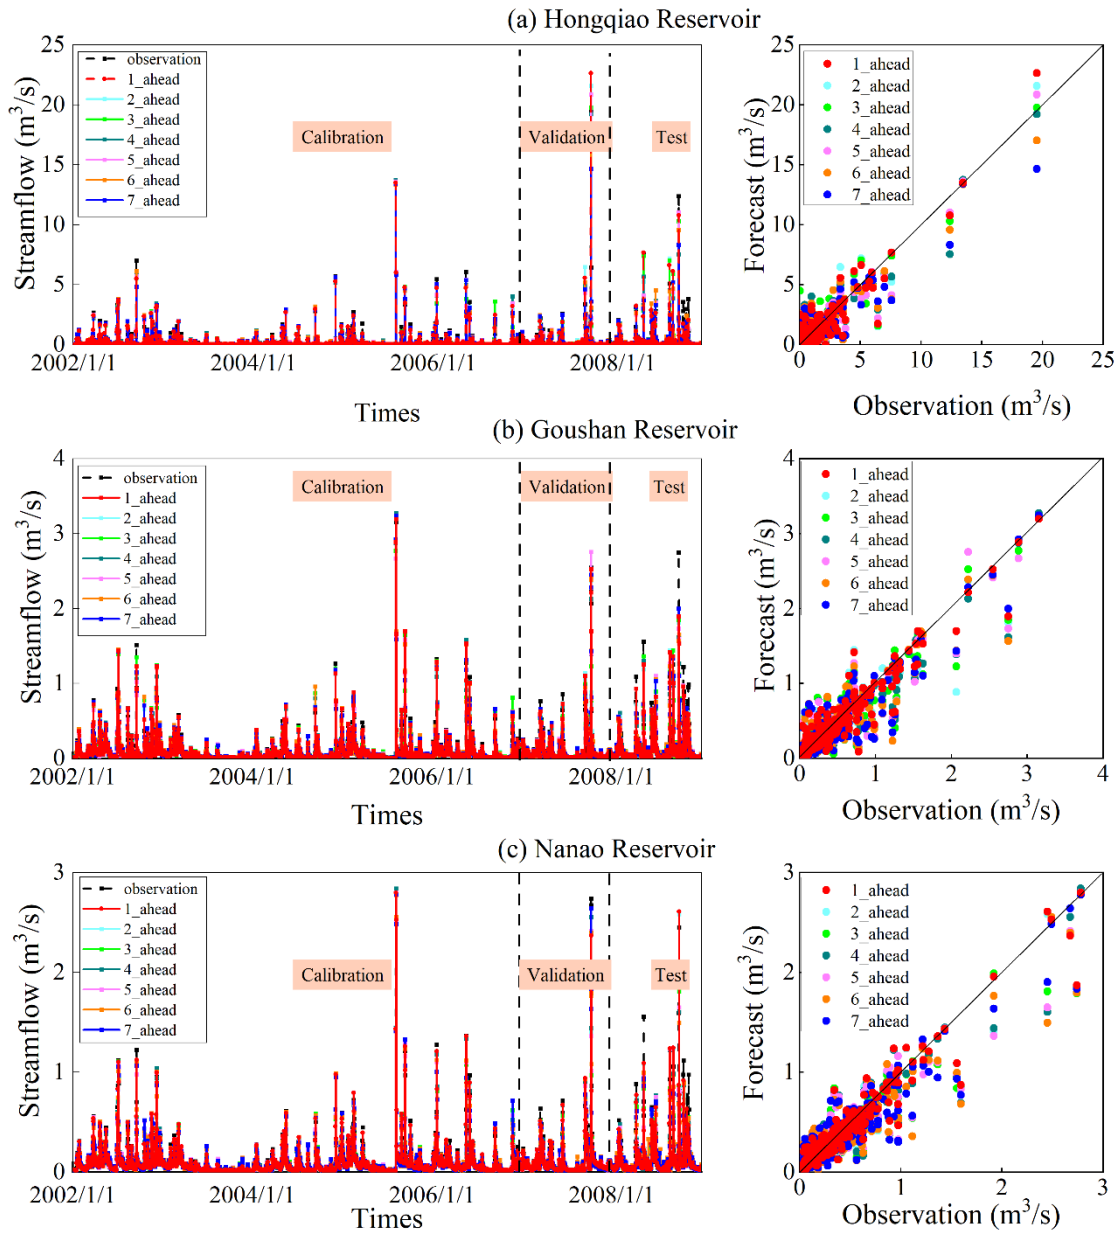 (a) Hongqiao Reservoir
Streamflow (m³/s)
25
20
15
10
5
0
observation
1_ahead
2_ahead
3_ahead
4_ahead
5_ahead
6_ahead
7_ahead
Calibration
Validation
Test
2002/1/1
2004/1/1
2006/1/1
2008/1/1
Times
Forecast (m³/s)
25
20
15
10
5
0
1_ahead
2_ahead
3_ahead
4_ahead
5_ahead
6_ahead
7_ahead
0 5 10 15 20 25
Observation (m³/s)
(b) Goushan Reservoir
Streamflow (m³/s)
4
3
2
1
0
observation
1_ahead
2_ahead
3_ahead
4_ahead
5_ahead
6_ahead
7_ahead
Calibration
Validation
Test
2002/1/1
2004/1/1
2006/1/1
2008/1/1
Times
Forecast (m³/s)
4
3
2
1
0
1_ahead
2_ahead
3_ahead
4_ahead
5_ahead
6_ahead
7_ahead
0 1 2 3 4
Observation (m³/s)
(c) Nanao Reservoir
Streamflow (m³/s)
3
2
1
0
observation
1_ahead
2_ahead
3_ahead
4_ahead
5_ahead
6_ahead
7_ahead
Calibration
Validation
Test
2002/1/1
2004/1/1
2006/1/1
2008/1/1
Times
Forecast (m³/s)
3
2
1
0
1_ahead
2_ahead
3_ahead
4_ahead
5_ahead
6_ahead
7_ahead
0 1 2 3
Observation (m³/s)